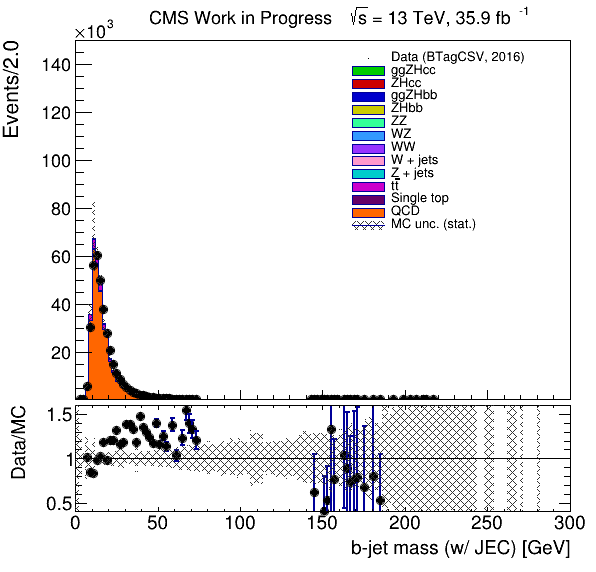 CMS Work in Progress √s = 13 TeV, 35.9 fb⁻¹
×10³
Events/2.0
140
120
100
80
60
40
20
Data (BTagCSV, 2016)
ggZHcc
ZHcc
ggZHbb
ZHbb
ZZ
WZ
WW
W + jets
Z + jets
tt̅
Single top
QCD
MC unc. (stat.)
Data/MC
1.5
1
0.5
0 50 100 150 200 250 300
b-jet mass (w/ JEC) [GeV]